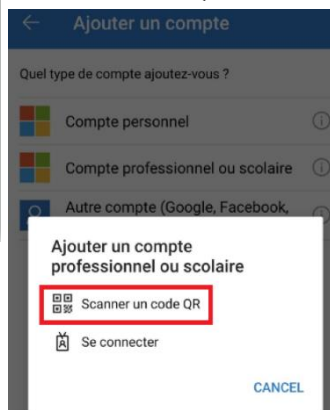 Ajouter un compte
Quel type de compte ajoutez-vous ?
Compte personnel
Compte professionnel ou scolaire
Autre compte (Google, Facebook,
Ajouter un compte
professionnel ou scolaire
Scanner un code QR
Se connecter
CANCEL